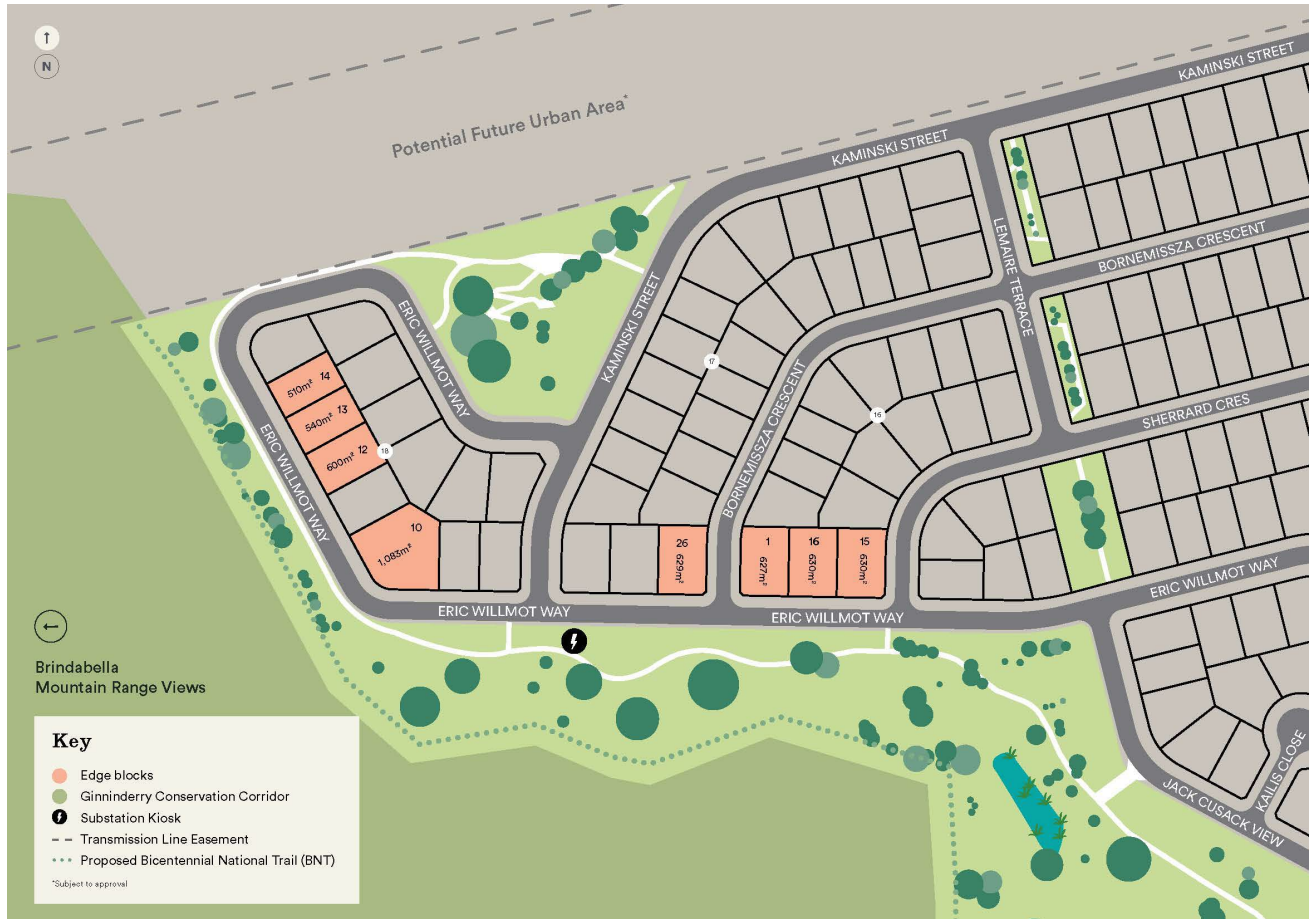 ↑
N
Potential Future Urban Area*
KAMINSKI STREET
KAMINSKI STREET
KAMINSKI STREET
LEMAIRE TERRACE
BORNEMISSZA CRESCENT
BORNEMISSZA CRESCENT
SHERRARD CRES
ERIC WILLMOT WAY
ERIC WILLMOT WAY
510m² 14
540m² 13
600m² 12
18
10
1,083m²
17
16
26
629m²
1
627m²
16
630m²
15
630m²
ERIC WILLMOT WAY
ERIC WILLMOT WAY
ERIC WILLMOT WAY
JACK CUSACK VIEW
KAILIS CLOSE
←
Brindabella
Mountain Range Views
Key
Edge blocks
Ginninderry Conservation Corridor
Substation Kiosk
Transmission Line Easement
Proposed Bicentennial National Trail (BNT)
*Subject to approval